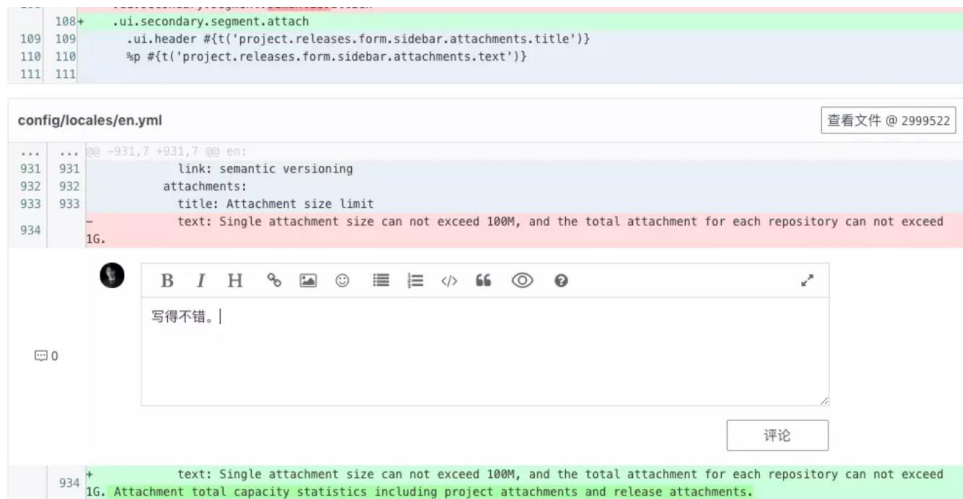 108+ .ui.secondary.segment.attach
109 109 .ui.header #{t('project.releases.form.sidebar.attachments.title')}
110 110 %p #{t('project.releases.form.sidebar.attachments.text')}
111 111
config/locales/en.yml
查看文件 @ 2999522
... ... @@ -931,7 +931,7 @@ en:
931 931 link: semantic versioning
932 932 attachments:
933 933 title: Attachment size limit
934 - text: Single attachment size can not exceed 100M, and the total attachment for each repository can not exceed
1G.
B I H
写得不错。
0
评论
934 + text: Single attachment size can not exceed 100M, and the total attachment for each repository can not exceed
1G. Attachment total capacity statistics including project attachments and release attachments.